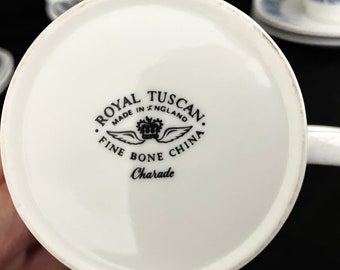 ROYAL TUSCAN
MADE IN ENGLAND
· FINE BONE CHINA ·
Charade